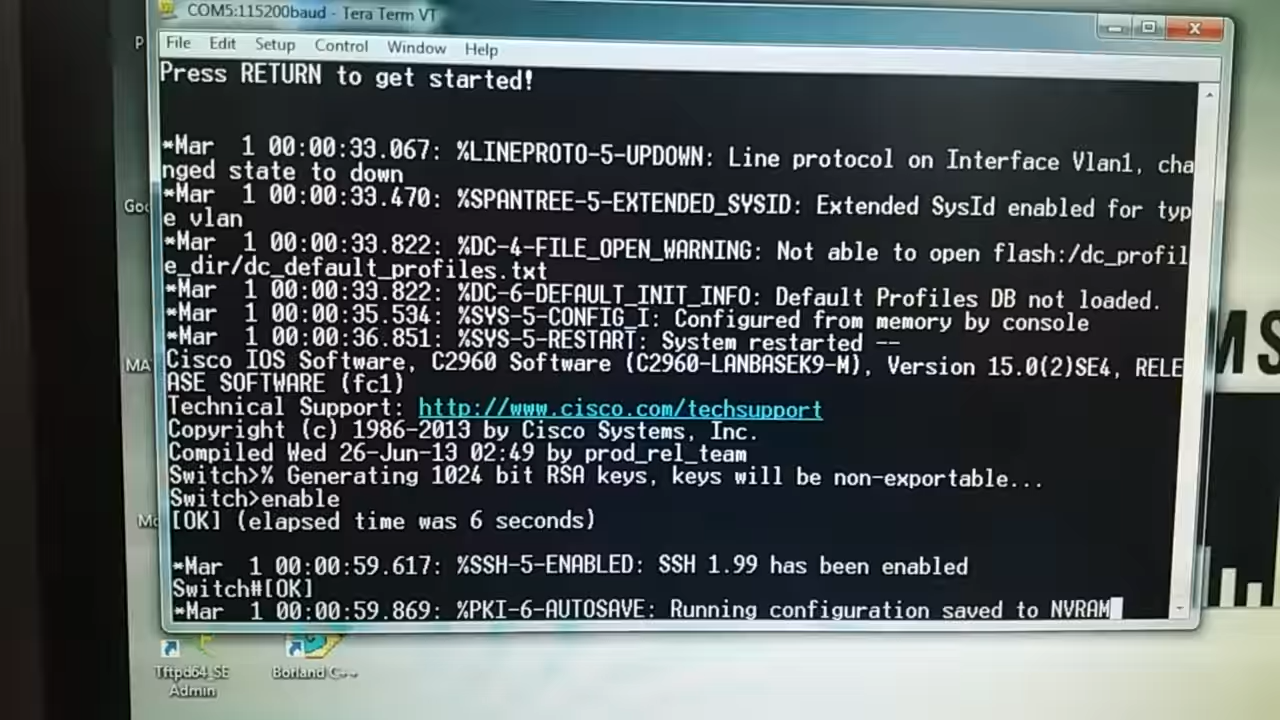 COM5:115200baud - Tera Term VT
File Edit Setup Control Window Help
Press RETURN to get started!
*Mar  1 00:00:33.067: %LINEPROTO-5-UPDOWN: Line protocol on Interface Vlan1, cha
nged state to down
*Mar  1 00:00:33.470: %SPANTREE-5-EXTENDED_SYSID: Extended SysId enabled for typ
e vlan
*Mar  1 00:00:33.822: %DC-4-FILE_OPEN_WARNING: Not able to open flash:/dc_profil
e_dir/dc_default_profiles.txt
*Mar  1 00:00:33.822: %DC-6-DEFAULT_INIT_INFO: Default Profiles DB not loaded.
*Mar  1 00:00:35.534: %SYS-5-CONFIG_I: Configured from memory by console
*Mar  1 00:00:36.851: %SYS-5-RESTART: System restarted --
Cisco IOS Software, C2960 Software (C2960-LANBASEK9-M), Version 15.0(2)SE4, RELE
ASE SOFTWARE (fc1)
Technical Support: http://www.cisco.com/techsupport
Copyright (c) 1986-2013 by Cisco Systems, Inc.
Compiled Wed 26-Jun-13 02:49 by prod_rel_team
Switch>% Generating 1024 bit RSA keys, keys will be non-exportable...
Switch>enable
[OK] (elapsed time was 6 seconds)
*Mar  1 00:00:59.617: %SSH-5-ENABLED: SSH 1.99 has been enabled
Switch#[OK]
*Mar  1 00:00:59.869: %PKI-6-AUTOSAVE: Running configuration saved to NVRAM
Tftpd64_SE
Admin
Borland C++